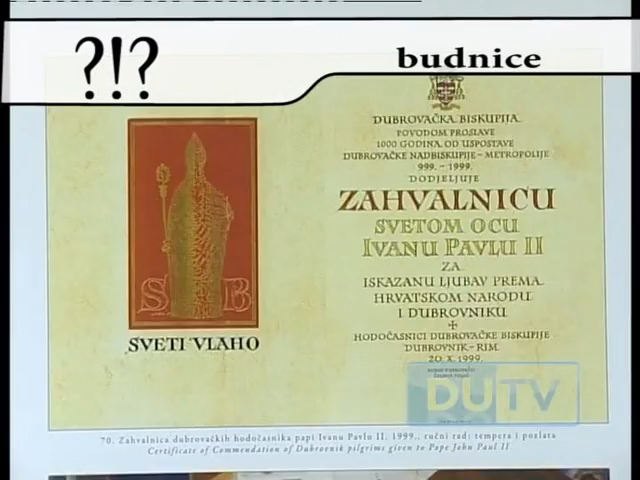 ?!?
budnice
DUBROVAČKA BISKUPIJA
POVODOM PROSLAVE
1000 GODINA OD USPOSTAVE
DUBROVAČKE NADBISKUPIJE - METROPOLIJE
999. - 1999.
DODJELJUJE
ZAHVALNICU
SVETOM OCU
IVANU PAVLU II
ZA
ISKAZANU LJUBAV PREMA
HRVATSKOM NARODU
I DUBROVNIKU
HODOČASNICI DUBROVAČKE BISKUPIJE
DUBROVNIK - RIM
20. X. 1999.
S B
SVETI VLAHO
DUTV
70. Zahvalnica dubrovačkih hodočasnika papi Ivanu Pavlu II. 1999., ručni rad: tempera i pozlata
Certificate of Commendation of Dubrovnik pilgrims given to Pope John Paul II